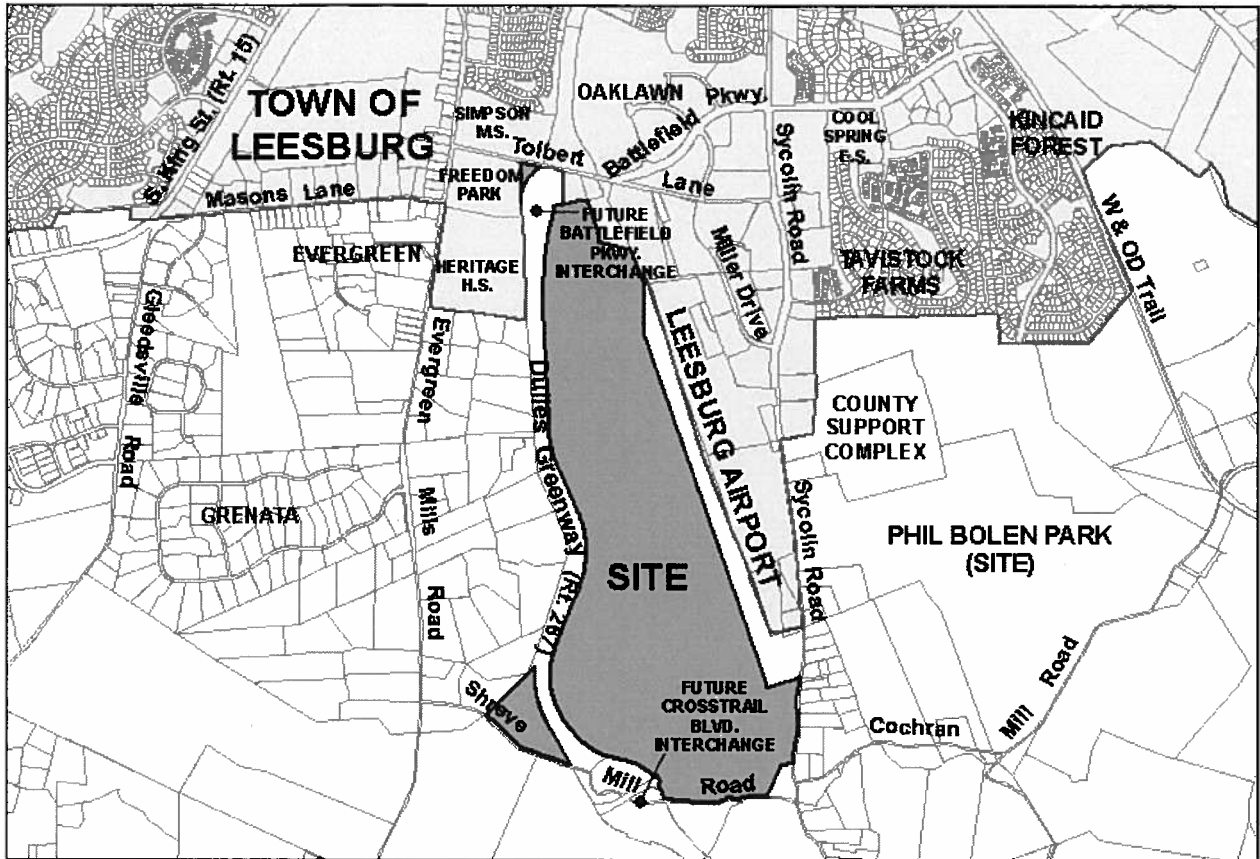 S. King St. (Rt. 15)
TOWN OF
LEESBURG
SIMPSON
M.S.
OAKLAWN
Battlefield Pkwy.
Tolbert Lane
Sycolin Road
COOL
SPRING
E.S.
KINCAID
FOREST
Masons Lane
FREEDOM
PARK
W & OD Trail
EVERGREEN
HERITAGE
H.S.
FUTURE
BATTLEFIELD
PKWY.
INTERCHANGE
Miller Drive
TAVISTOCK
FARMS
Gleedsville Road
Evergreen Mills Road
Dulles Greenway (Rt. 267)
LEESBURG AIRPORT
COUNTY
SUPPORT
COMPLEX
GRENATA
SITE
Sycolin Road
PHIL BOLEN PARK
(SITE)
Shreve Mill Road
FUTURE
CROSSTRAIL
BLVD.
INTERCHANGE
Cochran Mill Road